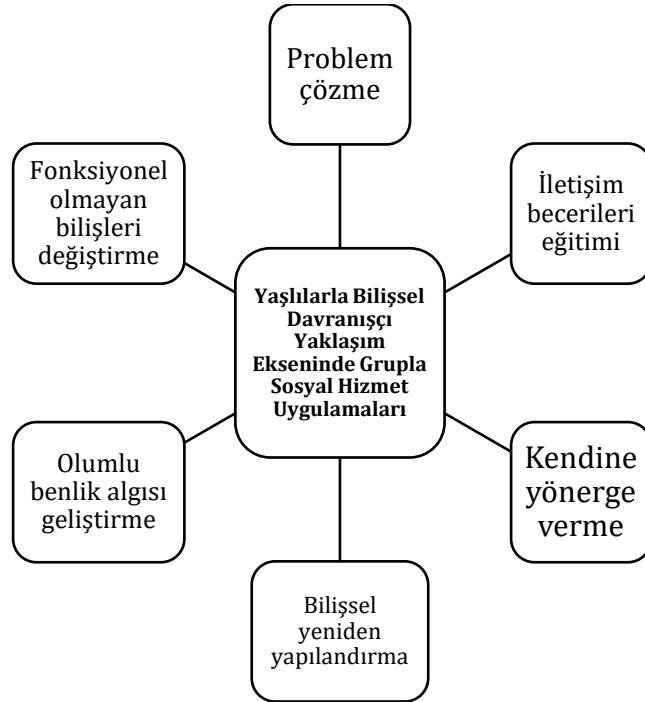 Problem
çözme
İletişim
becerileri
eğitimi
Kendine
yönerge
verme
Bilişsel
yeniden
yapılandırma
Olumlu
benlik algısı
geliştirme
Fonksiyonel
olmayan
bilişleri
değiştirme
Yaşlılarla Bilişsel
Davranışçı
Yaklaşım
Ekseninde Grupla
Sosyal Hizmet
Uygulamaları